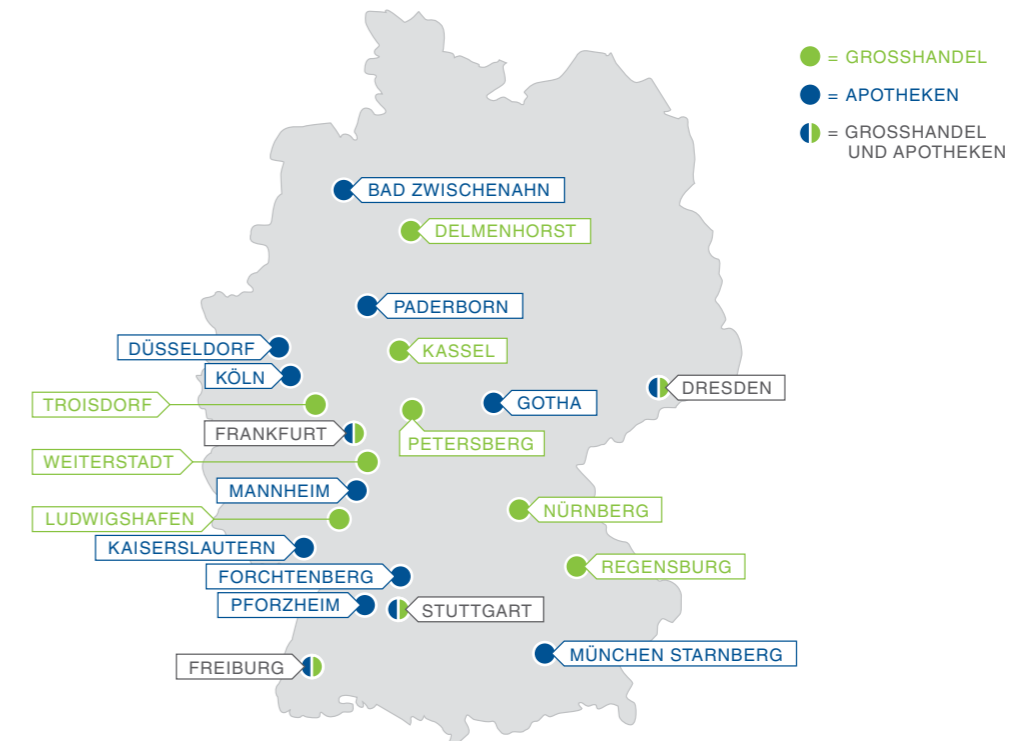 = GROSSHANDEL
= APOTHEKEN
= GROSSHANDEL
UND APOTHEKEN
BAD ZWISCHENAHN
DELMENHORST
PADERBORN
DÜSSELDORF
KASSEL
KÖLN
DRESDEN
TROISDORF
GOTHA
FRANKFURT
PETERSBERG
WEITERSTADT
MANNHEIM
NÜRNBERG
LUDWIGSHAFEN
KAISERSLAUTERN
REGENSBURG
FORCHTENBERG
PFORZHEIM
STUTTGART
MÜNCHEN STARNBERG
FREIBURG